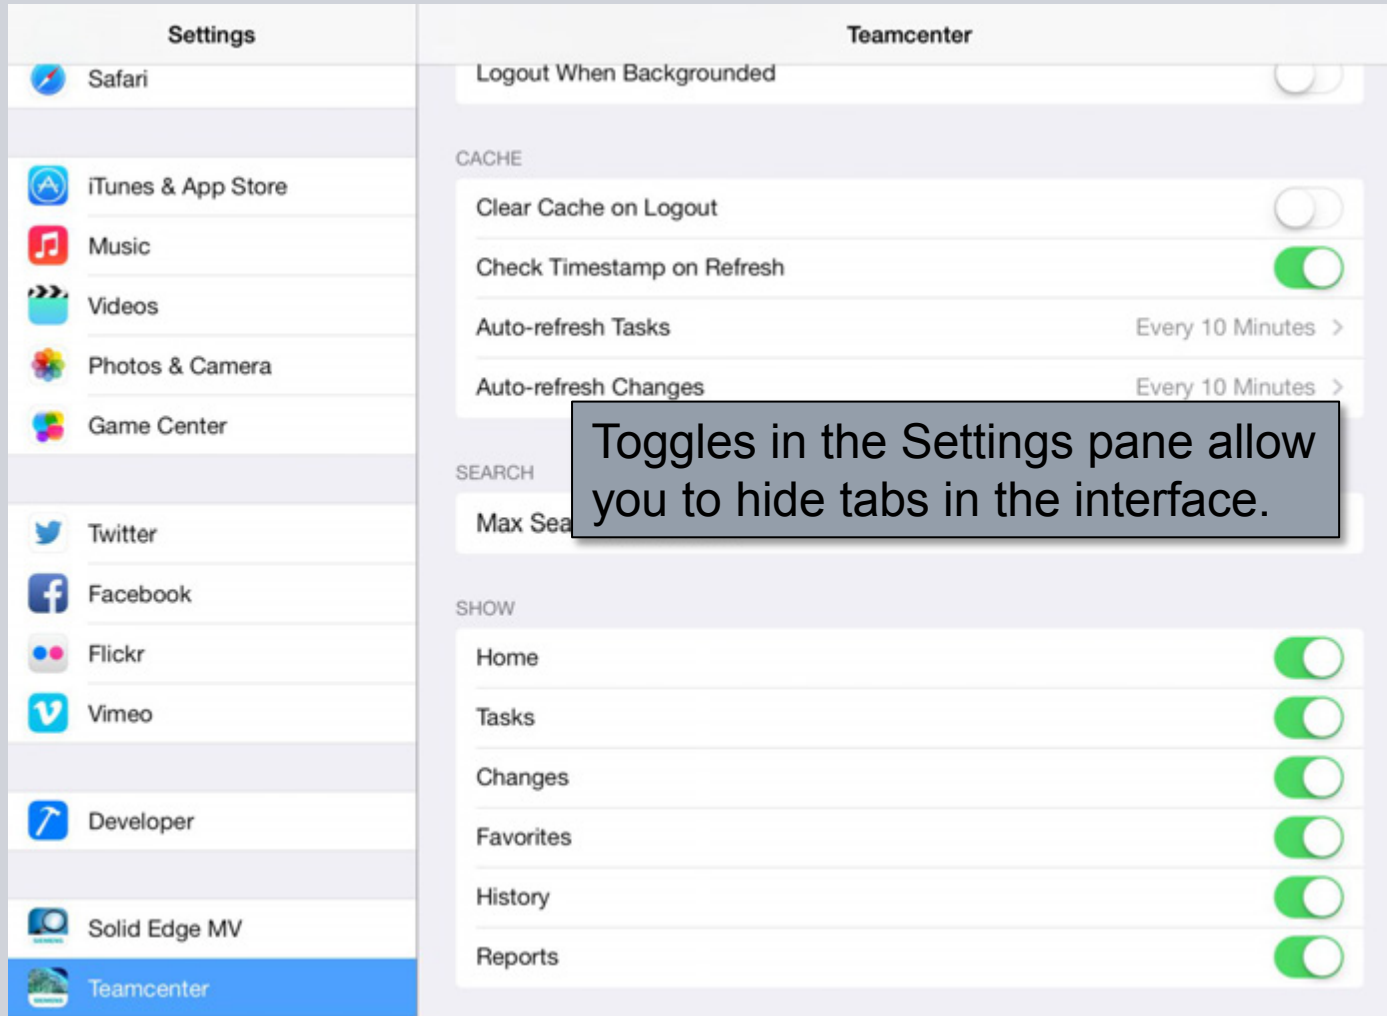 Settings
Safari
iTunes & App Store
Music
Videos
Photos & Camera
Game Center
Twitter
Facebook
Flickr
Vimeo
Developer
Solid Edge MV
Teamcenter
Teamcenter
Logout When Backgrounded
CACHE
Clear Cache on Logout
Check Timestamp on Refresh
Auto-refresh Tasks Every 10 Minutes >
Auto-refresh Changes Every 10 Minutes >
Toggles in the Settings pane allow
you to hide tabs in the interface.
SEARCH
Max Sea
SHOW
Home
Tasks
Changes
Favorites
History
Reports